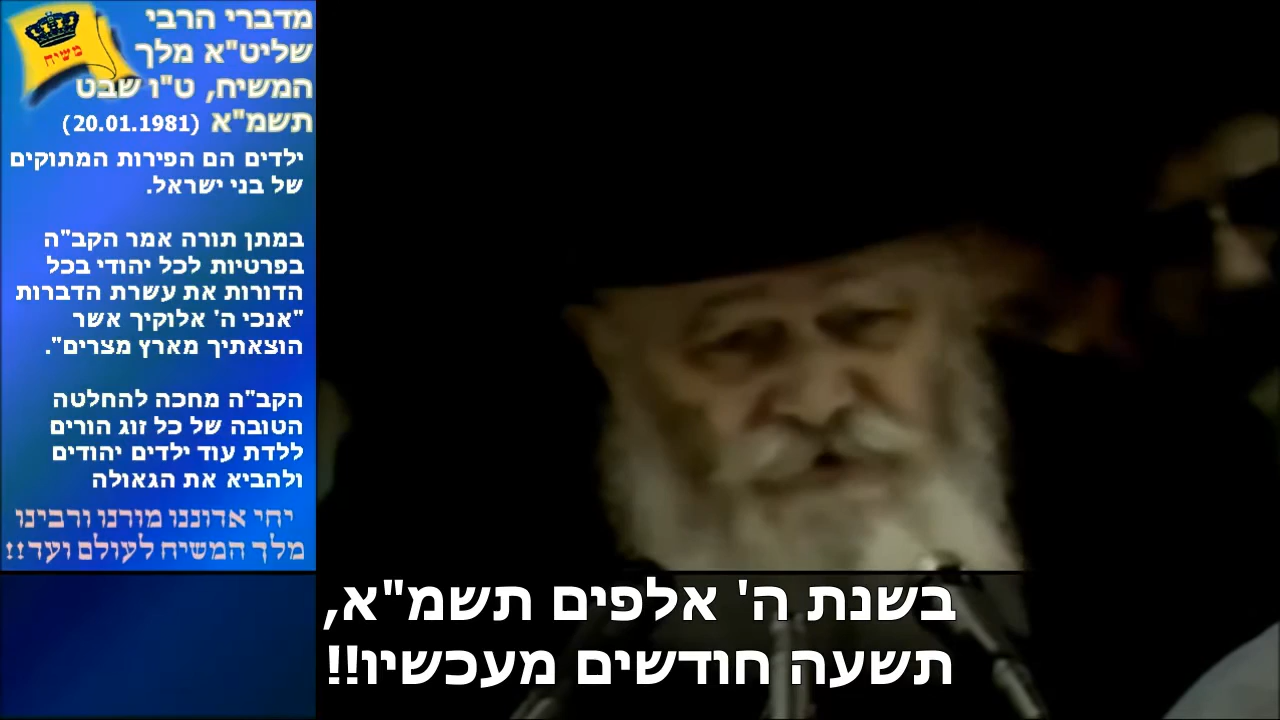 משיח
מדברי הרבי
שליט"א מלך
המשיח, ט"ו שבט
תשמ"א (20.01.1981)
ילדים הם הפירות המתוקים
של בני ישראל.
במתן תורה אמר הקב"ה
בפרטיות לכל יהודי בכל
הדורות את עשרת הדברות
"אנכי ה' אלוקיך אשר
הוצאתיך מארץ מצרים".
הקב"ה מחכה להחלטה
הטובה של כל זוג הורים
ללדת עוד ילדים יהודים
ולהביא את הגאולה
יחי אדוננו מורנו ורבינו
מלך המשיח לעולם ועד!!
בשנת ה' אלפים תשמ"א,
תשעה חודשים מעכשיו!!